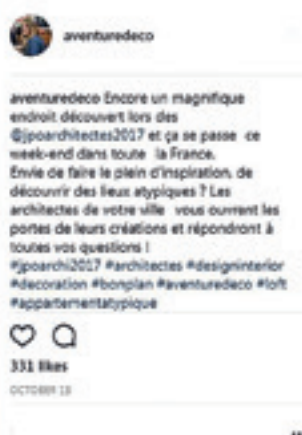 aventuredeco
aventuredeco Encore un magnifique
endroit découvert lors des
@jpoarchitectes2017 et ça se passe ce
week-end dans toute la France.
Envie de faire le plein d'inspiration, de
découvrir des lieux atypiques ? Les
architectes de votre ville vous ouvrent les
portes de leurs créations et répondront à
toutes vos questions !
#jpoarchi2017 #architectes #designinterior
#decoration #bonplan #aventuredeco #loft
#appartementatypique
331 likes
OCTOBER 13